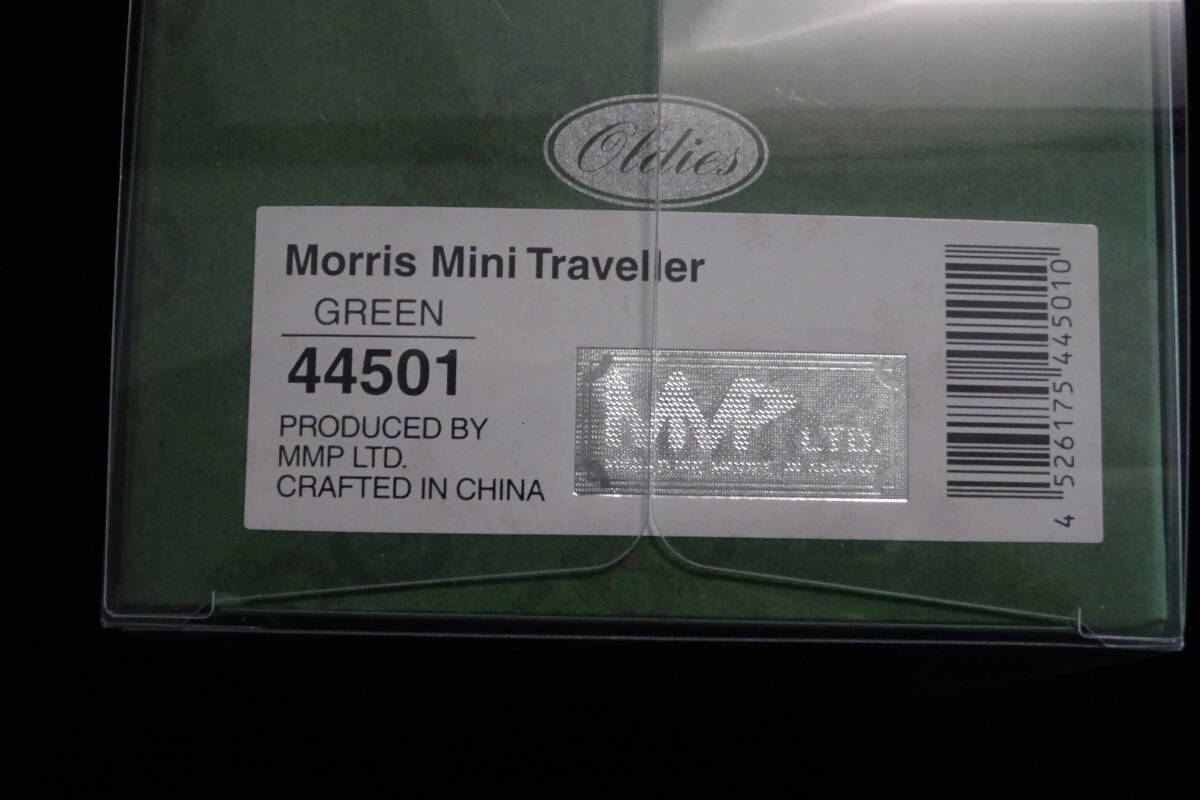 Oldies
Morris Mini Traveller
GREEN
44501
PRODUCED BY
MMP LTD.
CRAFTED IN CHINA
MMP LTD.
4 526175 445010